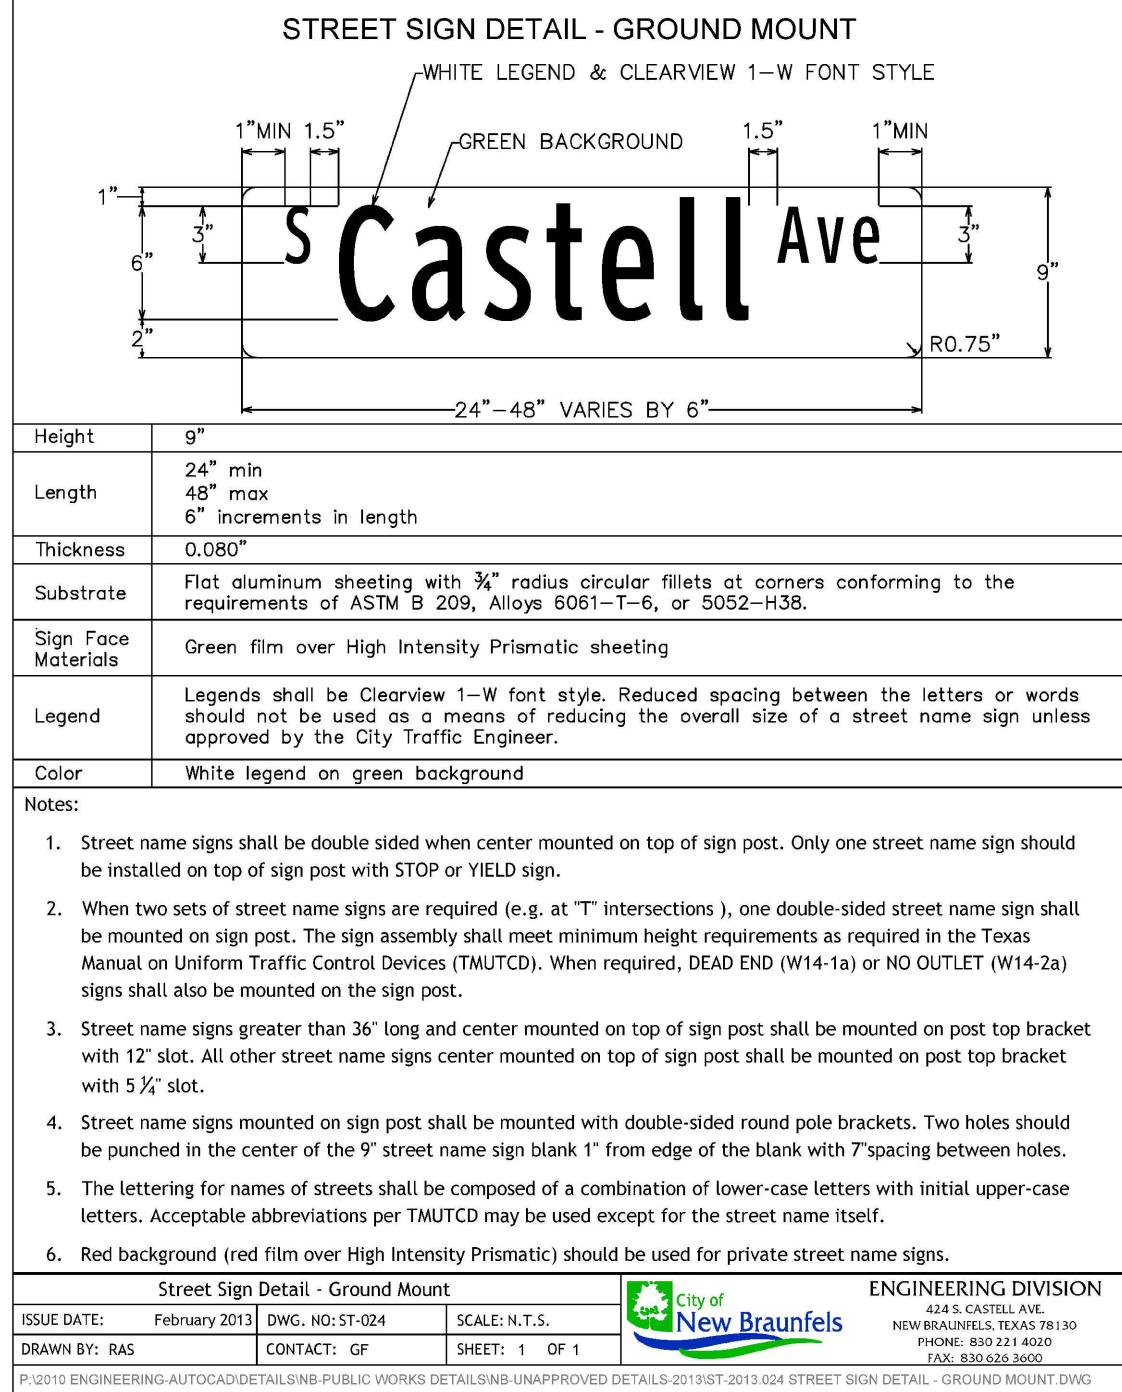 STREET SIGN DETAIL - GROUND MOUNT
WHITE LEGEND & CLEARVIEW 1-W FONT STYLE
1"MIN 1.5" GREEN BACKGROUND 1.5" 1"MIN
1"
3" S Castell Ave 3"
6" 9"
2" R0.75"
24"-48" VARIES BY 6"
Height 9"
Length 24" min
48" max
6" increments in length
Thickness 0.080"
Substrate Flat aluminum sheeting with ¾" radius circular fillets at corners conforming to the
requirements of ASTM B 209, Alloys 6061-T-6, or 5052-H38.
Sign Face
Materials Green film over High Intensity Prismatic sheeting
Legend Legends shall be Clearview 1-W font style. Reduced spacing between the letters or words
should not be used as a means of reducing the overall size of a street name sign unless
approved by the City Traffic Engineer.
Color White legend on green background
Notes:
1. Street name signs shall be double sided when center mounted on top of sign post. Only one street name sign should
be installed on top of sign post with STOP or YIELD sign.
2. When two sets of street name signs are required (e.g. at "T" intersections ), one double-sided street name sign shall
be mounted on sign post. The sign assembly shall meet minimum height requirements as required in the Texas
Manual on Uniform Traffic Control Devices (TMUTCD). When required, DEAD END (W14-1a) or NO OUTLET (W14-2a)
signs shall also be mounted on the sign post.
3. Street name signs greater than 36" long and center mounted on top of sign post shall be mounted on post top bracket
with 12" slot. All other street name signs center mounted on top of sign post shall be mounted on post top bracket
with 5 ¼" slot.
4. Street name signs mounted on sign post shall be mounted with double-sided round pole brackets. Two holes should
be punched in the center of the 9" street name sign blank 1" from edge of the blank with 7"spacing between holes.
5. The lettering for names of streets shall be composed of a combination of lower-case letters with initial upper-case
letters. Acceptable abbreviations per TMUTCD may be used except for the street name itself.
6. Red background (red film over High Intensity Prismatic) should be used for private street name signs.
Street Sign Detail - Ground Mount
ISSUE DATE: February 2013 DWG. NO: ST-024 SCALE: N.T.S.
DRAWN BY: RAS CONTACT: GF SHEET: 1 OF 1
City of
New Braunfels
ENGINEERING DIVISION
424 S. CASTELL AVE.
NEW BRAUNFELS, TEXAS 78130
PHONE: 830 221 4020
FAX: 830 626 3600
P:\2010 ENGINEERING-AUTOCAD\DETAILS\NB-PUBLIC WORKS DETAILS\NB-UNAPPROVED DETAILS-2013\ST-2013.024 STREET SIGN DETAIL - GROUND MOUNT.DWG